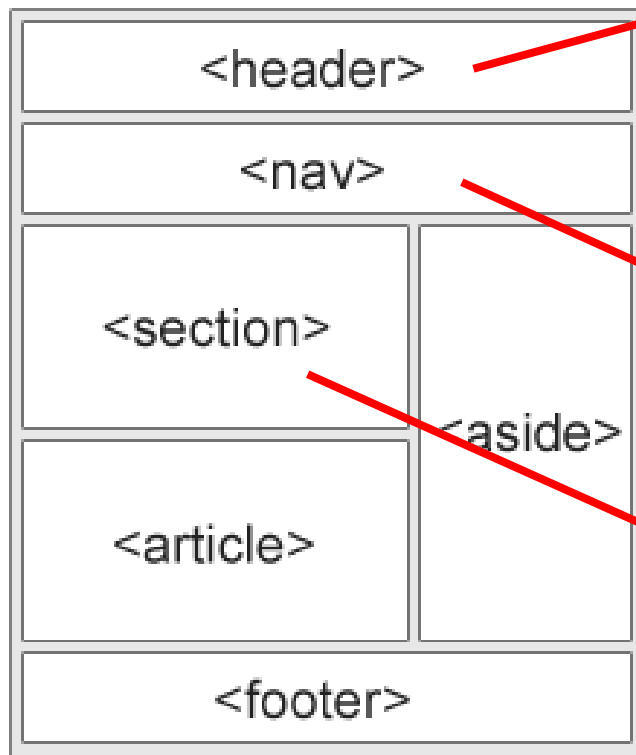 <header>
<nav>
<section>
<aside>
<article>
<footer>